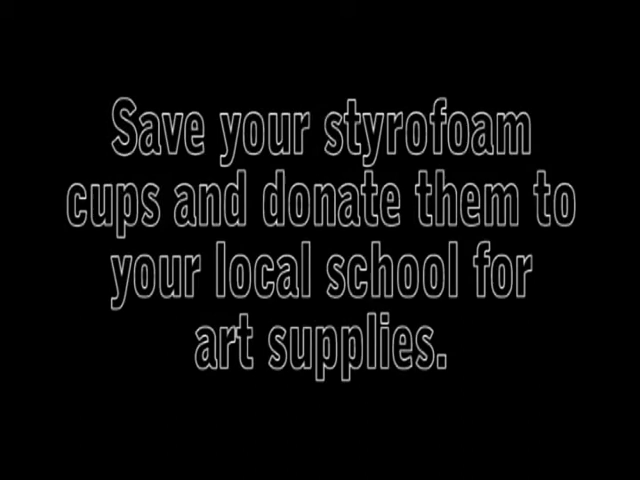 Save your styrofoam
cups and donate them to
your local school for
art supplies.